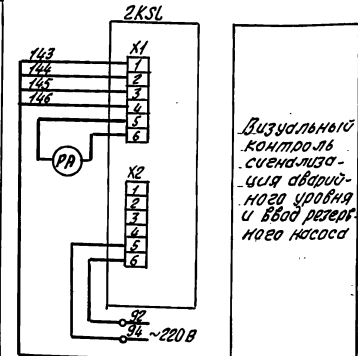 2KSL
X1
143 1
144 2
145 3
146 4
5
6
PA
X2
1
2
3
4
5
6
92
94 ~220 В
Визуальный
контроль
сигнализа-
ция аварий-
ного уровня
и ввод резерв-
ного насоса